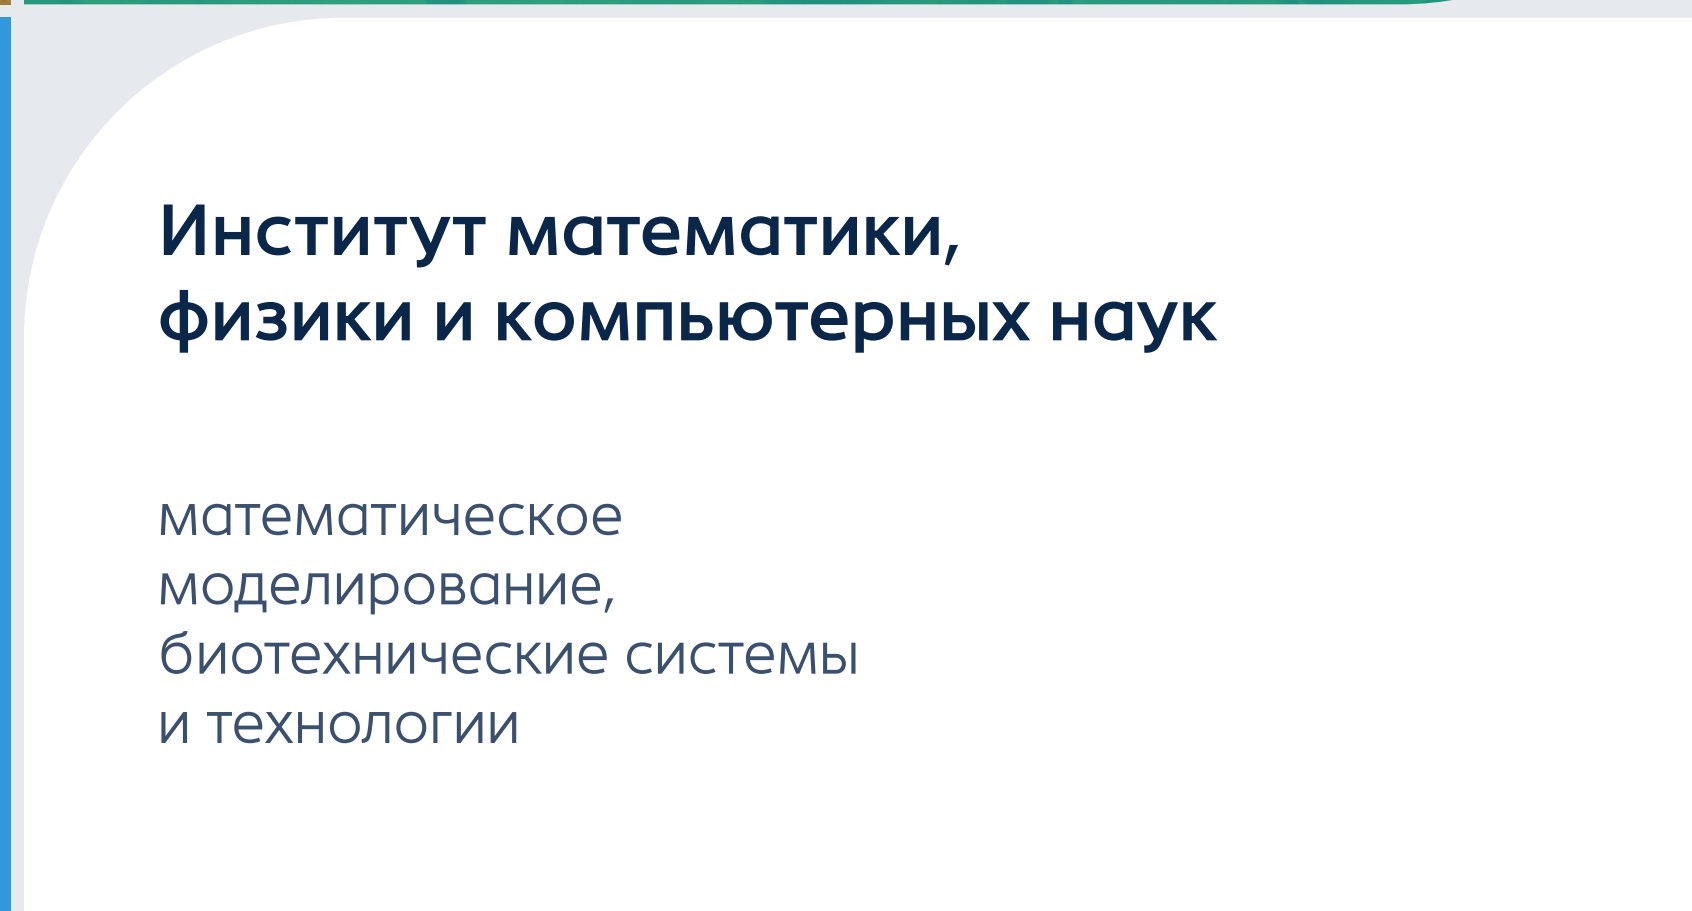 Институт математики,
физики и компьютерных наук
математическое
моделирование,
биотехнические системы
и технологии